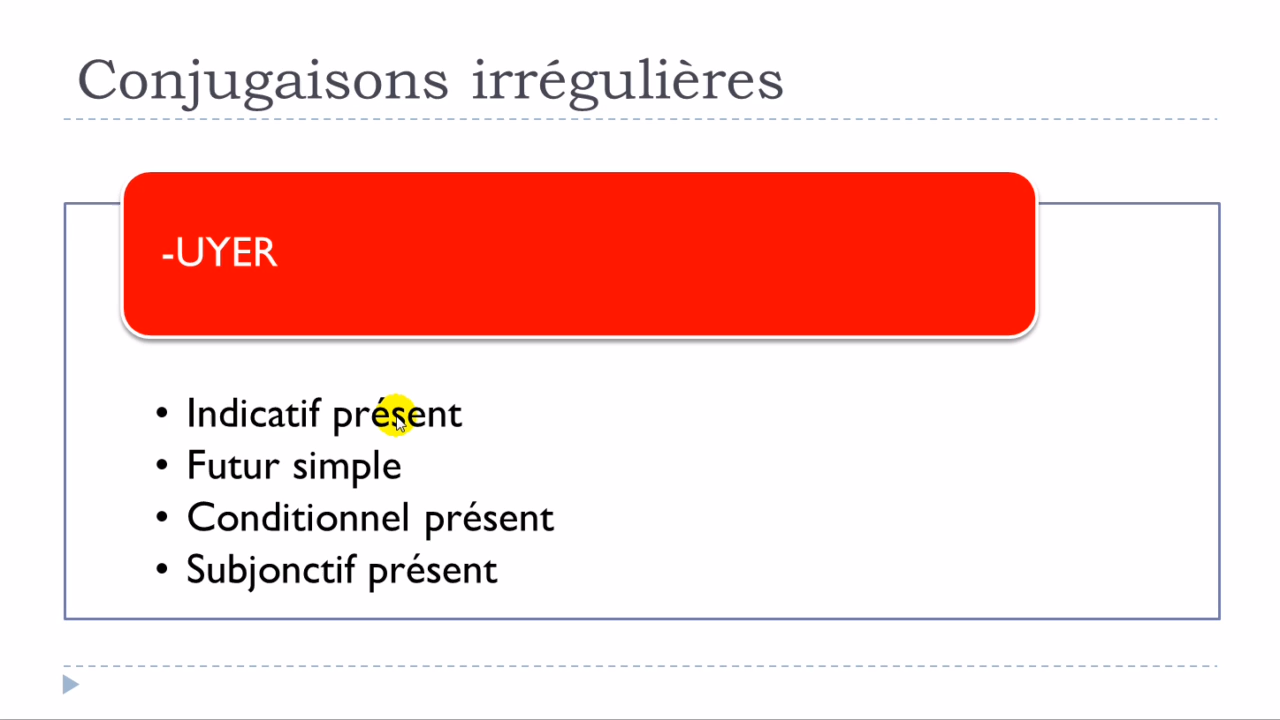 Conjugaisons irrégulières
-UYER
• Indicatif présent
• Futur simple
• Conditionnel présent
• Subjonctif présent